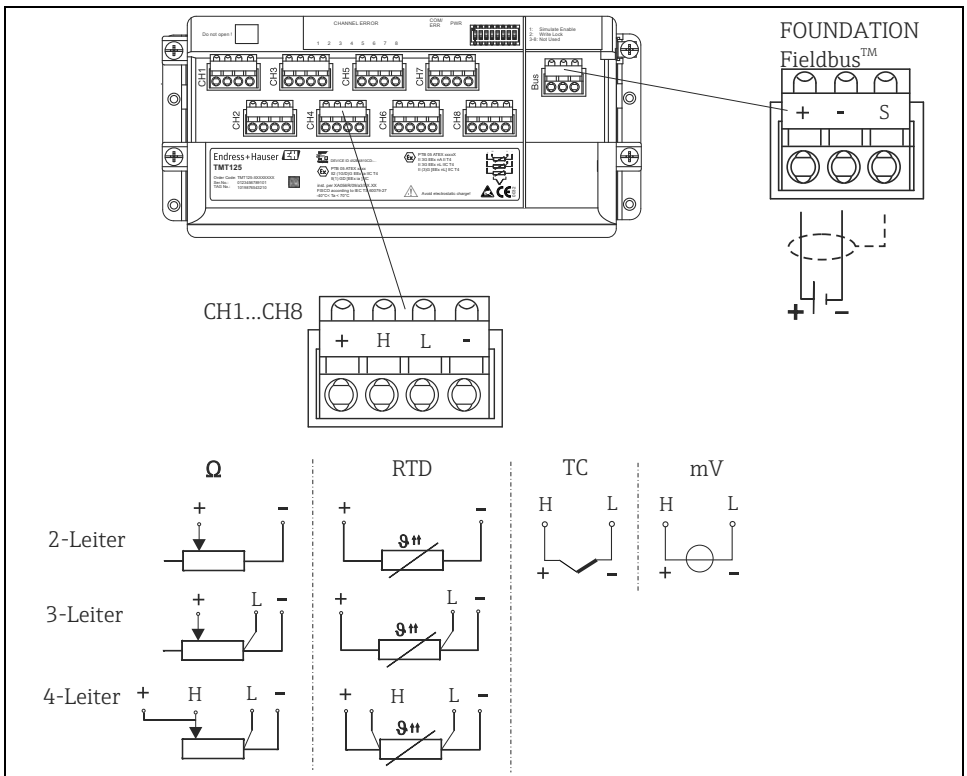 Do not open !
CHANNEL ERROR
1 2 3 4 5 6 7 8
COM/
ERR
PWR
1: Simulate Enable
2: Write Lock
3-8: Not Used
CH1
CH3
CH5
CH7
Bus
CH2
CH4
CH6
CH8
Endress+Hauser
TMT125
Avoid electrostatic charge!
FOUNDATION
Fieldbus™
+ - S
+ -
CH1...CH8
+ H L -
Ω RTD TC mV
2-Leiter
+ -
+ -
ϑ
H L
+ -
H L
+ -
3-Leiter
+ L -
+ L -
ϑ
4-Leiter
+ H L -
+ H L -
ϑ